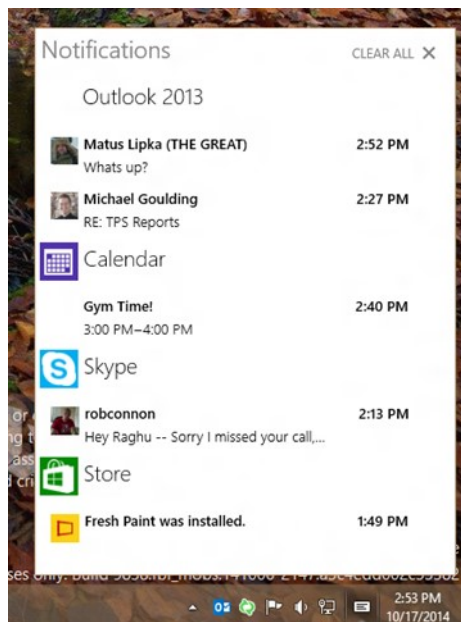 Notifications
CLEAR ALL
Outlook 2013
Matus Lipka (THE GREAT) 2:52 PM
Whats up?
Michael Goulding 2:27 PM
RE: TPS Reports
Calendar
Gym Time! 2:40 PM
3:00 PM–4:00 PM
Skype
robconnon 2:13 PM
Hey Raghu -- Sorry I missed your call,...
Store
Fresh Paint was installed. 1:49 PM
2:53 PM
10/17/2014